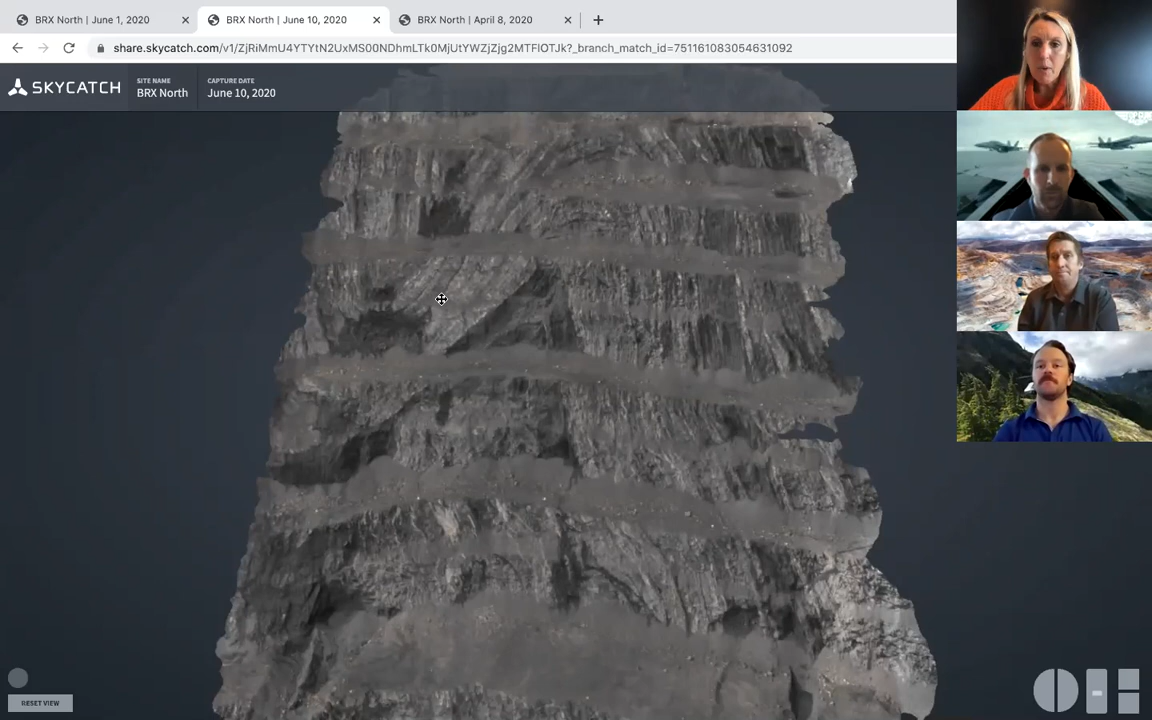 BRX North | June 1, 2020
BRX North | June 10, 2020
BRX North | April 8, 2020
share.skycatch.com/v1/ZjRiMmU4YTYtN2UxMS00NDhmLTk0MjUtYWZjZjg2MTFlOTJk?_branch_match_id=751161083054631092
SKYCATCH
SITE NAME
BRX North
CAPTURE DATE
June 10, 2020
RESET VIEW